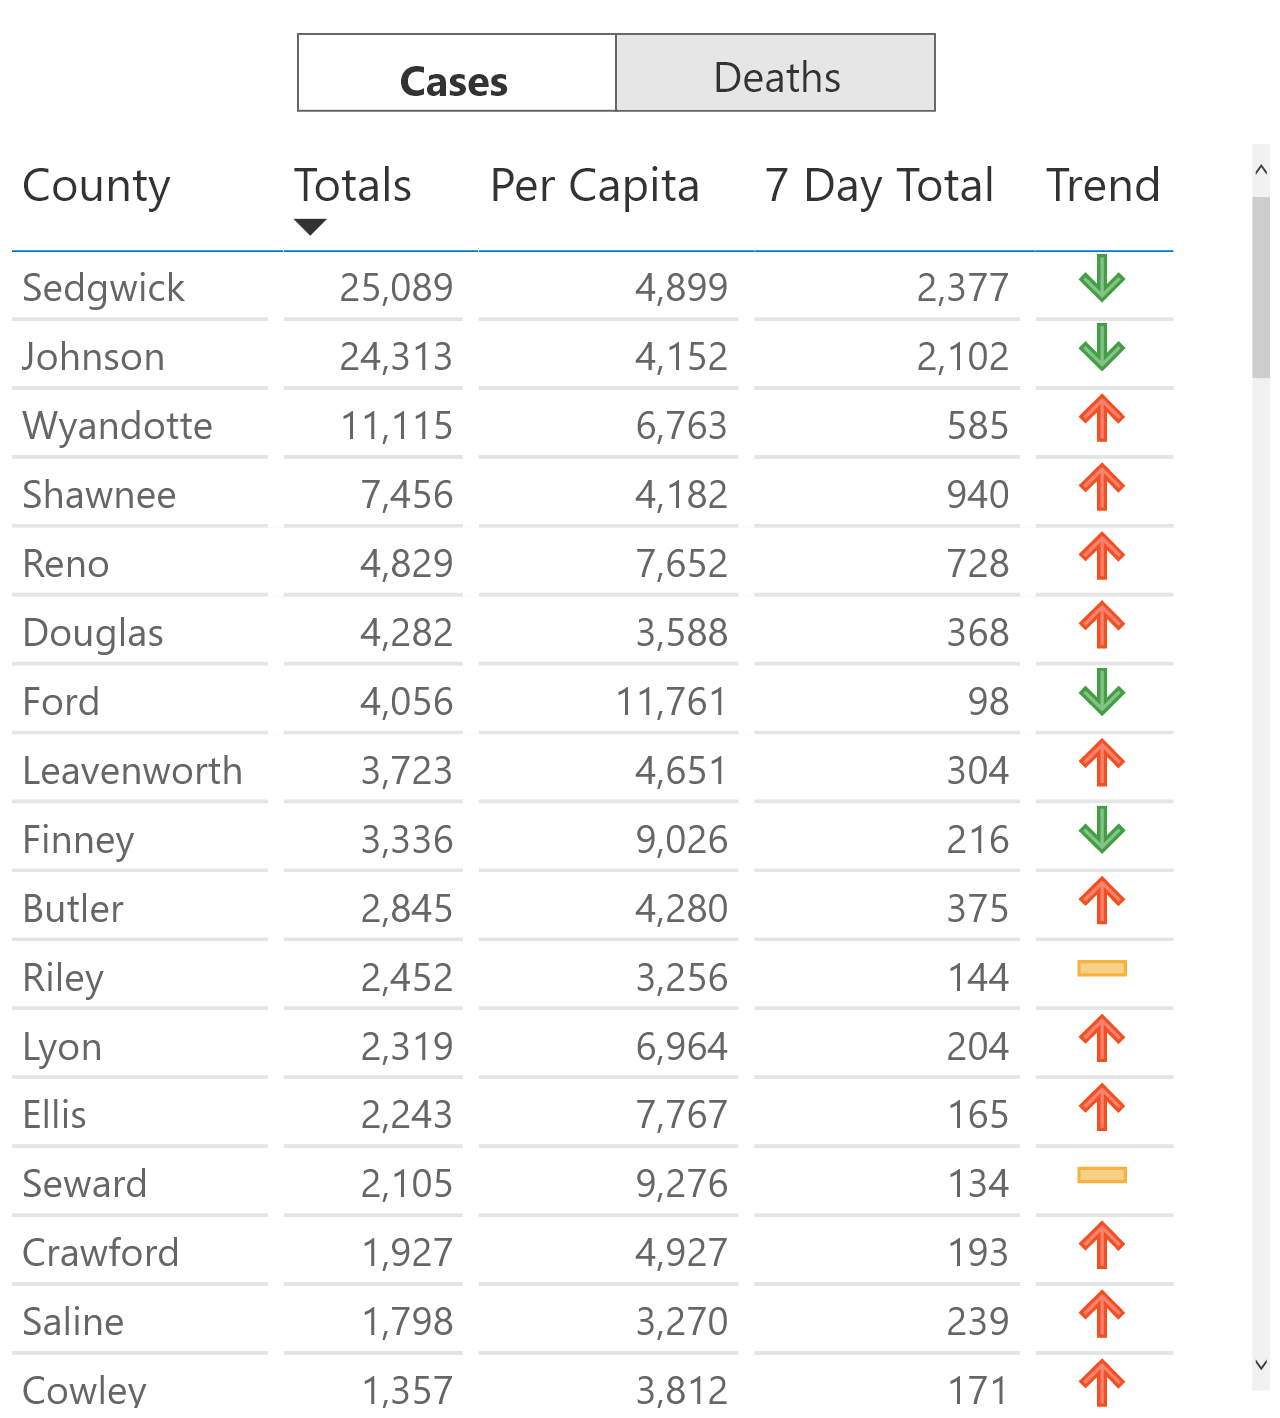 Cases Deaths
County Totals Per Capita 7 Day Total Trend
Sedgwick 25,089 4,899 2,377
Johnson 24,313 4,152 2,102
Wyandotte 11,115 6,763 585
Shawnee 7,456 4,182 940
Reno 4,829 7,652 728
Douglas 4,282 3,588 368
Ford 4,056 11,761 98
Leavenworth 3,723 4,651 304
Finney 3,336 9,026 216
Butler 2,845 4,280 375
Riley 2,452 3,256 144
Lyon 2,319 6,964 204
Ellis 2,243 7,767 165
Seward 2,105 9,276 134
Crawford 1,927 4,927 193
Saline 1,798 3,270 239
Cowley 1,357 3,812 171